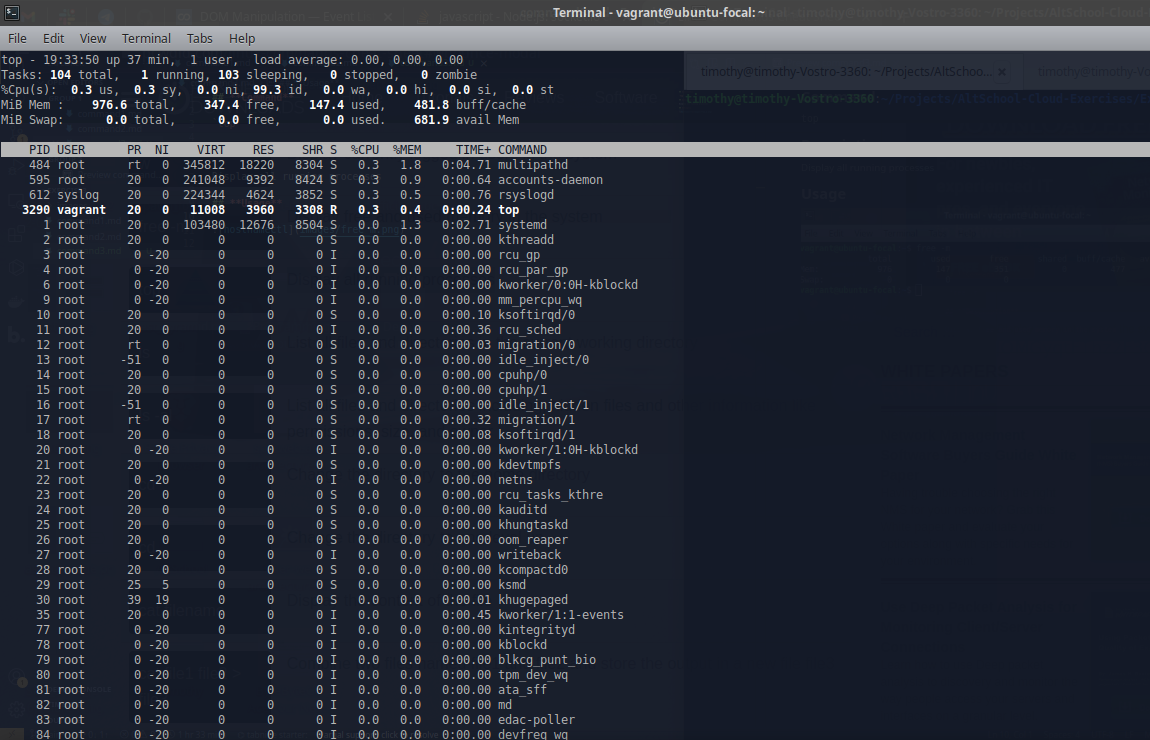 Terminal - vagrant@ubuntu-focal: ~
File Edit View Terminal Tabs Help
top - 19:33:50 up 37 min,  1 user,  load average: 0.00, 0.00, 0.00
Tasks: 104 total,   1 running, 103 sleeping,   0 stopped,   0 zombie
%Cpu(s):  0.3 us,  0.3 sy,  0.0 ni, 99.3 id,  0.0 wa,  0.0 hi,  0.0 si,  0.0 st
MiB Mem :    976.6 total,    347.4 free,    147.4 used,    481.8 buff/cache
MiB Swap:      0.0 total,      0.0 free,      0.0 used.    681.9 avail Mem
timothy@timothy-Vostro-3360: ~/Projects/AltSchoo...
timothy@timothy-Vostro-3360:
PID USER PR NI VIRT RES SHR S %CPU %MEM TIME+ COMMAND
484 root rt 0 345812 18220 8304 S 0.3 1.8 0:04.71 multipathd
595 root 20 0 241048 9392 8424 S 0.3 0.9 0:00.64 accounts-daemon
612 syslog 20 0 224344 4624 3852 S 0.3 0.5 0:00.76 rsyslogd
3290 vagrant 20 0 11008 3960 3308 R 0.3 0.4 0:00.24 top
1 root 20 0 103480 12676 8504 S 0.0 1.3 0:02.71 systemd
2 root 20 0 0 0 0 S 0.0 0.0 0:00.00 kthreadd
3 root 0 -20 0 0 0 I 0.0 0.0 0:00.00 rcu_gp
4 root 0 -20 0 0 0 I 0.0 0.0 0:00.00 rcu_par_gp
6 root 0 -20 0 0 0 I 0.0 0.0 0:00.00 kworker/0:0H-kblockd
9 root 0 -20 0 0 0 I 0.0 0.0 0:00.00 mm_percpu_wq
10 root 20 0 0 0 0 S 0.0 0.0 0:00.10 ksoftirqd/0
11 root 20 0 0 0 0 I 0.0 0.0 0:00.36 rcu_sched
12 root rt 0 0 0 0 S 0.0 0.0 0:00.03 migration/0
13 root -51 0 0 0 0 S 0.0 0.0 0:00.00 idle_inject/0
14 root 20 0 0 0 0 S 0.0 0.0 0:00.00 cpuhp/0
15 root 20 0 0 0 0 S 0.0 0.0 0:00.00 cpuhp/1
16 root -51 0 0 0 0 S 0.0 0.0 0:00.00 idle_inject/1
17 root rt 0 0 0 0 S 0.0 0.0 0:00.32 migration/1
18 root 20 0 0 0 0 S 0.0 0.0 0:00.08 ksoftirqd/1
20 root 0 -20 0 0 0 I 0.0 0.0 0:00.00 kworker/1:0H-kblockd
21 root 20 0 0 0 0 S 0.0 0.0 0:00.00 kdevtmpfs
22 root 0 -20 0 0 0 I 0.0 0.0 0:00.00 netns
23 root 20 0 0 0 0 S 0.0 0.0 0:00.00 rcu_tasks_kthre
24 root 20 0 0 0 0 S 0.0 0.0 0:00.00 kauditd
25 root 20 0 0 0 0 S 0.0 0.0 0:00.00 khungtaskd
26 root 20 0 0 0 0 S 0.0 0.0 0:00.00 oom_reaper
27 root 0 -20 0 0 0 I 0.0 0.0 0:00.00 writeback
28 root 20 0 0 0 0 S 0.0 0.0 0:00.00 kcompactd0
29 root 25 5 0 0 0 S 0.0 0.0 0:00.00 ksmd
30 root 39 19 0 0 0 S 0.0 0.0 0:00.01 khugepaged
35 root 20 0 0 0 0 I 0.0 0.0 0:00.45 kworker/1:1-events
77 root 0 -20 0 0 0 I 0.0 0.0 0:00.00 kintegrityd
78 root 0 -20 0 0 0 I 0.0 0.0 0:00.00 kblockd
79 root 0 -20 0 0 0 I 0.0 0.0 0:00.00 blkcg_punt_bio
80 root 0 -20 0 0 0 I 0.0 0.0 0:00.00 tpm_dev_wq
81 root 0 -20 0 0 0 I 0.0 0.0 0:00.00 ata_sff
82 root 0 -20 0 0 0 I 0.0 0.0 0:00.00 md
83 root 0 -20 0 0 0 I 0.0 0.0 0:00.00 edac-poller
84 root 0 -20 0 0 0 I 0.0 0.0 0:00.00 devfreq_wq